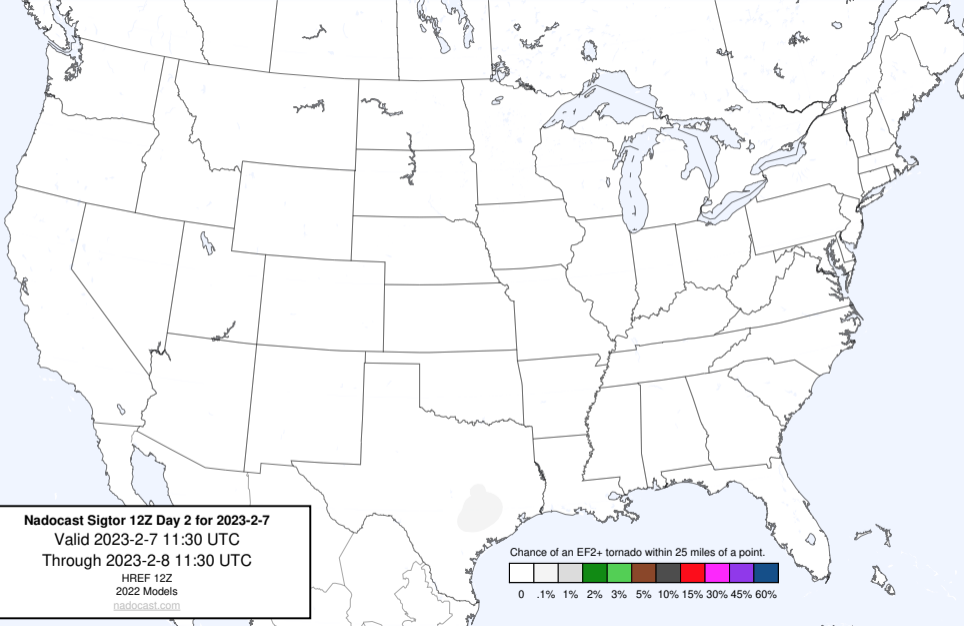 Nadocast Sigtor 12Z Day 2 for 2023-2-7
Valid 2023-2-7 11:30 UTC
Through 2023-2-8 11:30 UTC
HREF 12Z
2022 Models
nadocast.com
Chance of an EF2+ tornado within 25 miles of a point.
0 .1% 1% 2% 3% 5% 10% 15% 30% 45% 60%